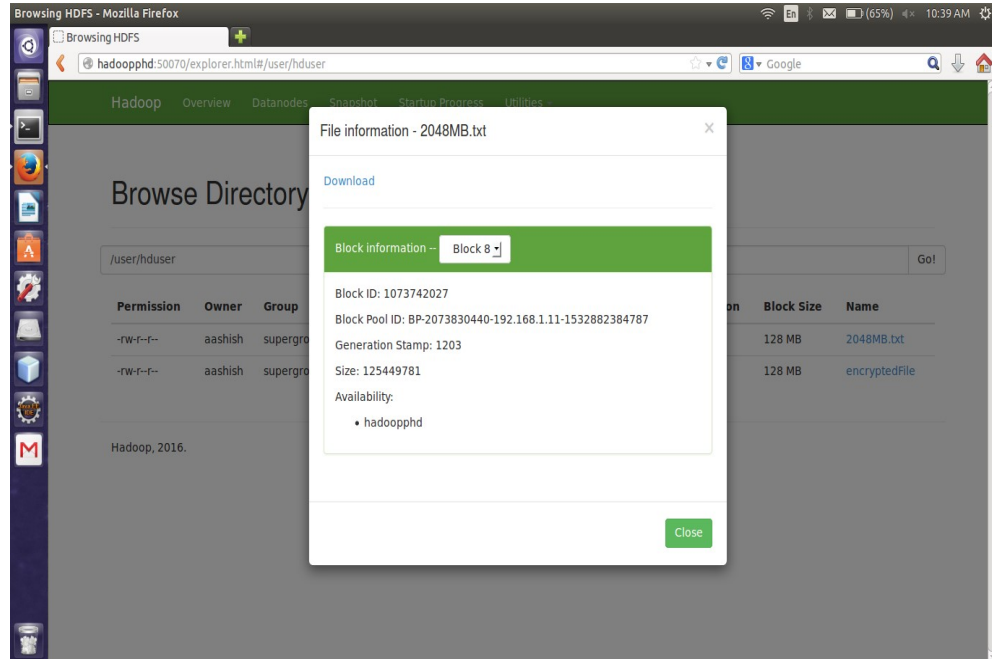 Browsing HDFS - Mozilla Firefox
En (65%) 10:39 AM
Browsing HDFS
hadoopphd:50070/explorer.html#/user/hduser
8 Google
Hadoop Overview Datanodes Snapshot Startup Progress Utilities
File information - 2048MB.txt X
Download
Browse Directory
Block information -- Block 8
/user/hduser Go!
Block ID: 1073742027
Block Pool ID: BP-2073830440-192.168.1.11-1532882384787
Generation Stamp: 1203
Size: 125449781
Availability:
• hadoopphd
Permission Owner Group on Block Size Name
-rw-r--r-- aashish supergro 128 MB 2048MB.txt
-rw-r--r-- aashish supergro 128 MB encryptedFile
Hadoop, 2016.
Close